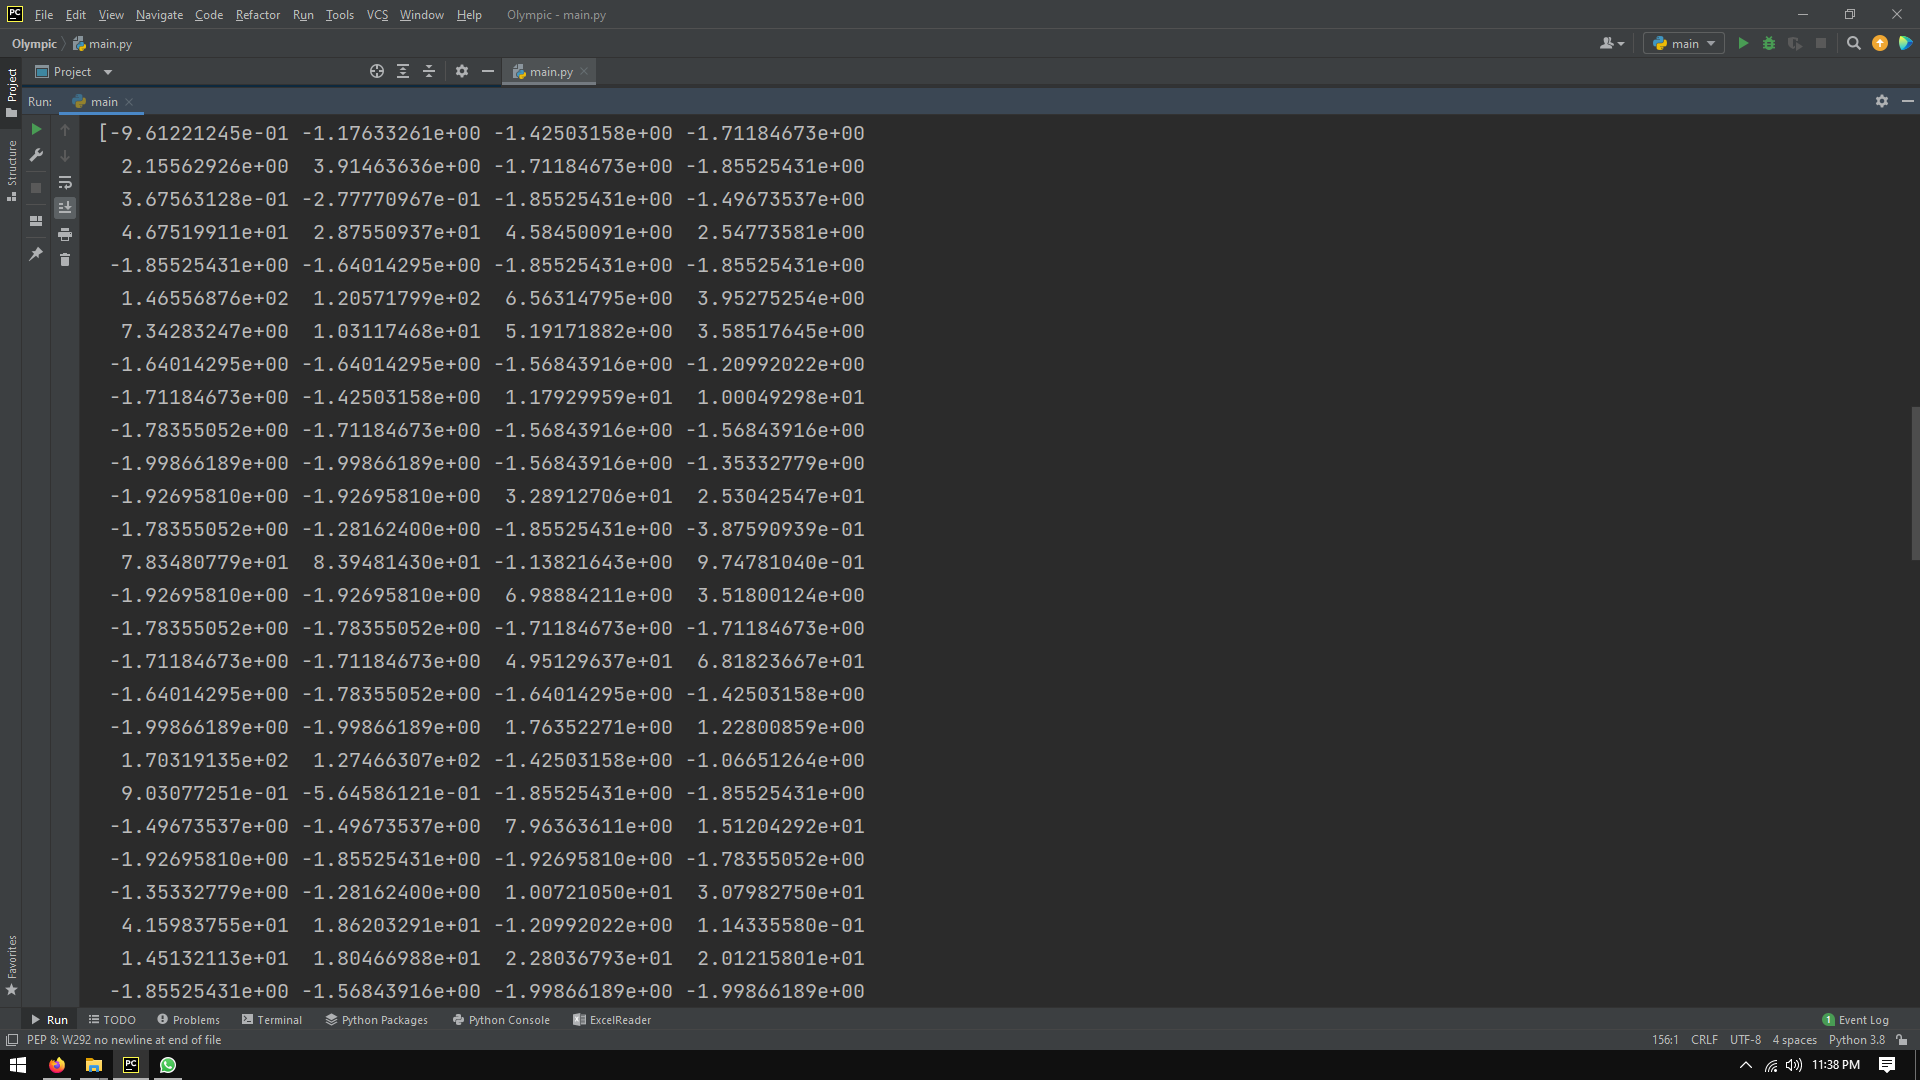 File Edit View Navigate Code Refactor Run Tools VCS Window Help Olympic - main.py
Olympic main.py main
Project main.py
Run: main
[-9.61221245e-01 -1.17633261e+00 -1.42503158e+00 -1.71184673e+00
2.15562926e+00 3.91463636e+00 -1.71184673e+00 -1.85525431e+00
3.67563128e-01 -2.77770967e-01 -1.85525431e+00 -1.49673537e+00
4.67519911e+01 2.87550937e+01 4.58450091e+00 2.54773581e+00
-1.85525431e+00 -1.64014295e+00 -1.85525431e+00 -1.85525431e+00
1.46556876e+02 1.20571799e+02 6.56314795e+00 3.95275254e+00
7.34283247e+00 1.03117468e+01 5.19171882e+00 3.58517645e+00
-1.64014295e+00 -1.64014295e+00 -1.56843916e+00 -1.20992022e+00
-1.71184673e+00 -1.42503158e+00 1.17929959e+01 1.00049298e+01
-1.78355052e+00 -1.71184673e+00 -1.56843916e+00 -1.56843916e+00
-1.99866189e+00 -1.99866189e+00 -1.56843916e+00 -1.35332779e+00
-1.92695810e+00 -1.92695810e+00 3.28912706e+01 2.53042547e+01
-1.78355052e+00 -1.28162400e+00 -1.85525431e+00 -3.87590939e-01
7.83480779e+01 8.39481430e+01 -1.13821643e+00 9.74781040e-01
-1.92695810e+00 -1.92695810e+00 6.98884211e+00 3.51800124e+00
-1.78355052e+00 -1.78355052e+00 -1.71184673e+00 -1.71184673e+00
-1.71184673e+00 -1.71184673e+00 4.95129637e+01 6.81823667e+01
-1.64014295e+00 -1.78355052e+00 -1.64014295e+00 -1.42503158e+00
-1.99866189e+00 -1.99866189e+00 1.76352271e+00 1.22800859e+00
1.70319135e+02 1.27466307e+02 -1.42503158e+00 -1.06651264e+00
9.03077251e-01 -5.64586121e-01 -1.85525431e+00 -1.85525431e+00
-1.49673537e+00 -1.49673537e+00 7.96363611e+00 1.51204292e+01
-1.92695810e+00 -1.85525431e+00 -1.92695810e+00 -1.78355052e+00
-1.35332779e+00 -1.28162400e+00 1.00721050e+01 3.07982750e+01
4.15983755e+01 1.86203291e+01 -1.20992022e+00 1.14335580e-01
1.45132113e+01 1.80466988e+01 2.28036793e+01 2.01215801e+01
-1.85525431e+00 -1.56843916e+00 -1.99866189e+00 -1.99866189e+00
Project
Structure
Favorites
Run TODO Problems Terminal Python Packages Python Console ExcelReader 1 Event Log
PEP 8: W292 no newline at end of file 156:1 CRLF UTF-8 4 spaces Python 3.8
PC 11:38 PM